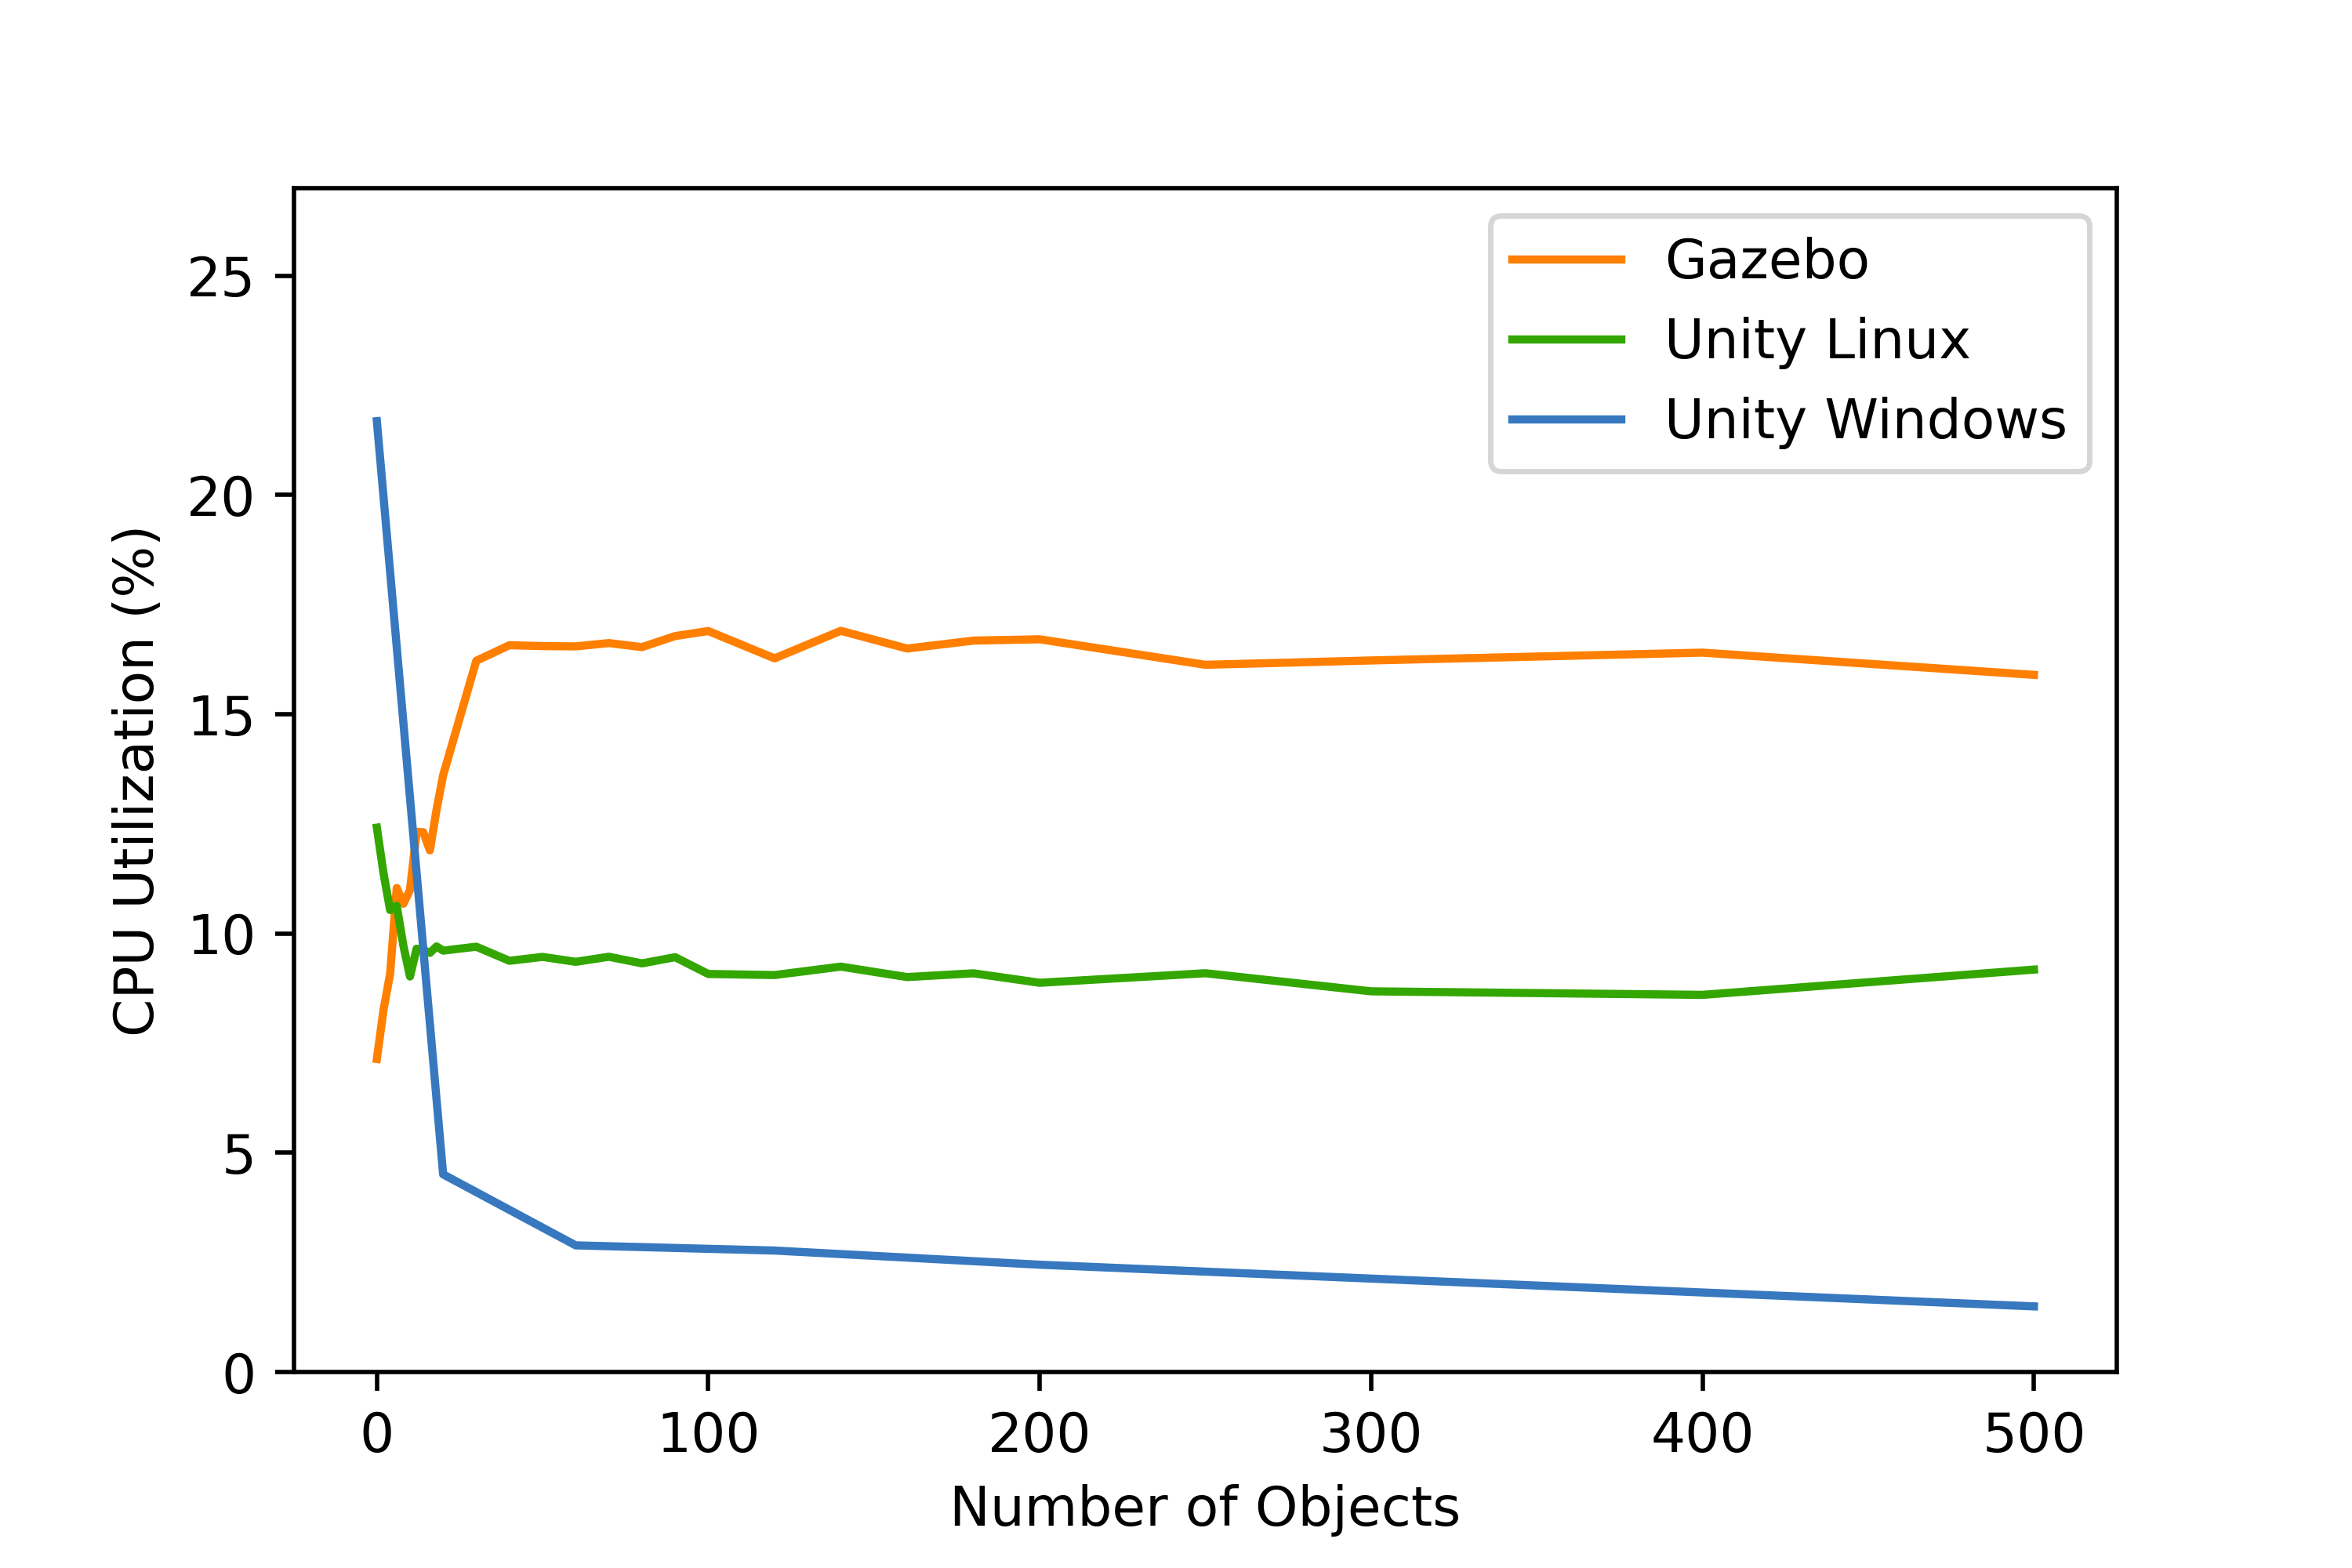 Gazebo
Unity Linux
Unity Windows
CPU Utilization (%)
25
20
15
10
5
0
0 100 200 300 400 500
Number of Objects